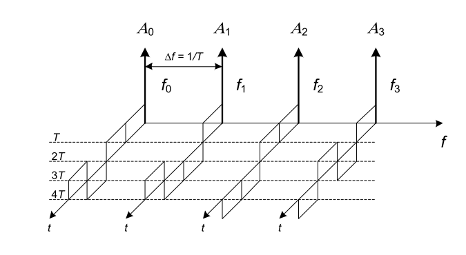 A0 A1 A2 A3
Δf = 1/T
f0 f1 f2 f3
f
T
2T
3T
4T
t t t t